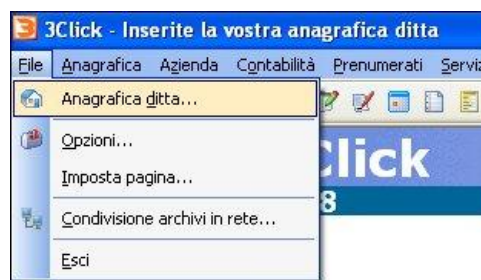 3Click - Inserite la vostra anagrafica ditta
File Anagrafica Azienda Contabilità Prenumerati Serviz
Anagrafica ditta...
Opzioni...
Imposta pagina...
Condivisione archivi in rete...
Esci
Click
8